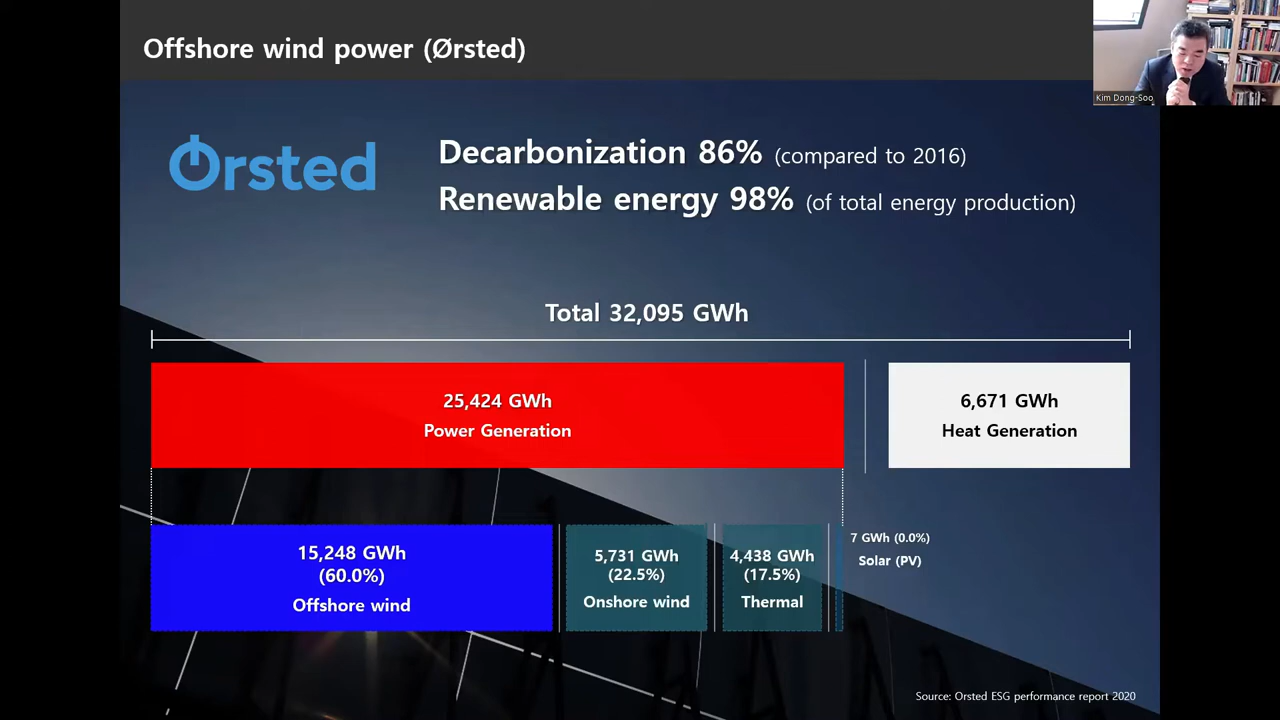 Offshore wind power (Ørsted)
Kim Dong-Soo
Ørsted
Decarbonization 86% (compared to 2016)
Renewable energy 98% (of total energy production)
Total 32,095 GWh
25,424 GWh
Power Generation
6,671 GWh
Heat Generation
15,248 GWh
(60.0%)
Offshore wind
5,731 GWh
(22.5%)
Onshore wind
4,438 GWh
(17.5%)
Thermal
7 GWh (0.0%)
Solar (PV)
Source: Orsted ESG performance report 2020